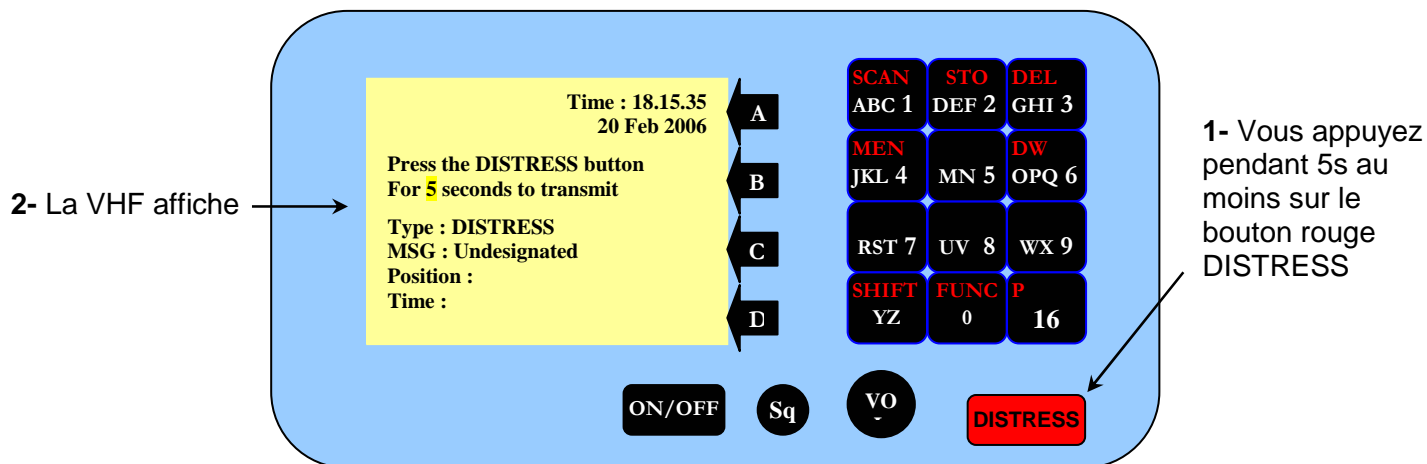 2- La VHF affiche
Time : 18.15.35
20 Feb 2006
Press the DISTRESS button
For 5 seconds to transmit
Type : DISTRESS
MSG : Undesignated
Position :
Time :
A
B
C
D
SCAN STO DEL
ABC 1 DEF 2 GHI 3
MEN DW
JKL 4 MN 5 OPQ 6
RST 7 UV 8 WX 9
SHIFT FUNC P
YZ 0 16
ON/OFF Sq VO DISTRESS
1- Vous appuyez
pendant 5s au
moins sur le
bouton rouge
DISTRESS